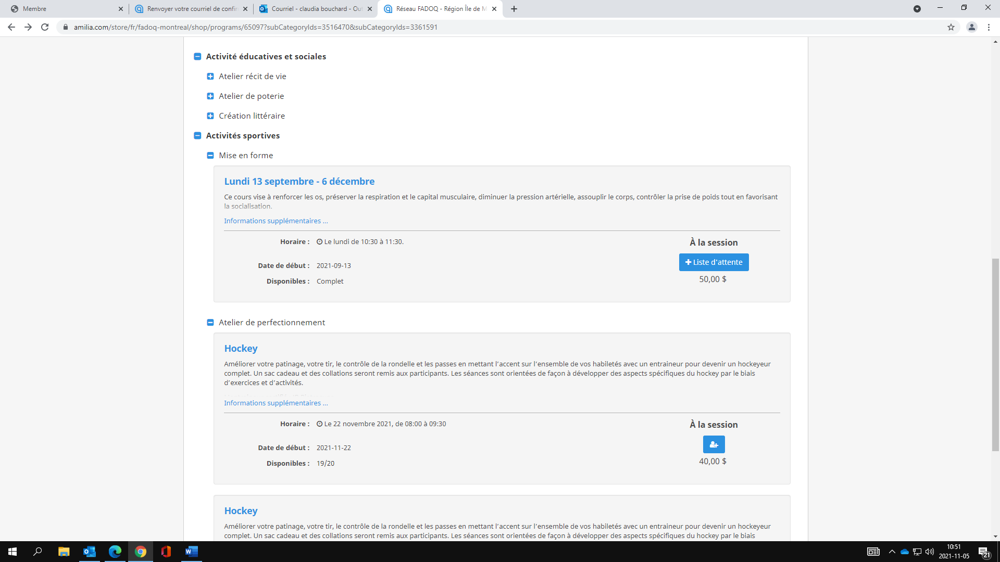 Membre
Renvoyer votre courriel de confir
Courriel - claudia bouchard - Out
Réseau FADOQ - Région Île de M
amilia.com/store/fr/fadoq-montreal/shop/programs/65097?subCategoryIds=3516470&subCategoryIds=3361591
Activité éducatives et sociales
Atelier récit de vie
Atelier de poterie
Création littéraire
Activités sportives
Mise en forme
Lundi 13 septembre - 6 décembre
Ce cours vise à renforcer les os, préserver la respiration et le capital musculaire, diminuer la pression artérielle, assouplir le corps, contrôler la prise de poids tout en favorisant
la socialisation.
Informations supplémentaires ...
Horaire : Le lundi de 10:30 à 11:30.
À la session
+ Liste d'attente
Date de début : 2021-09-13
50,00 $
Disponibles : Complet
Atelier de perfectionnement
Hockey
Améliorer votre patinage, votre tir, le contrôle de la rondelle et les passes en mettant l’accent sur l’ensemble de vos habiletés avec un entraineur pour devenir un hockeyeur
complet. Un sac cadeau et des collations seront remis aux participants. Les séances sont orientées de façon à développer des aspects spécifiques du hockey par le biais
d’exercices et d’activités.
Informations supplémentaires ...
Horaire : Le 22 novembre 2021, de 08:00 à 09:30
À la session
Date de début : 2021-11-22
40,00 $
Disponibles : 19/20
Hockey
Améliorer votre patinage, votre tir, le contrôle de la rondelle et les passes en mettant l’accent sur l’ensemble de vos habiletés avec un entraineur pour devenir un hockeyeur
complet. Un sac cadeau et des collations seront remis aux participants. Les séances sont orientées de façon à développer des aspects spécifiques du hockey par le biais
10:51
2021-11-05
21